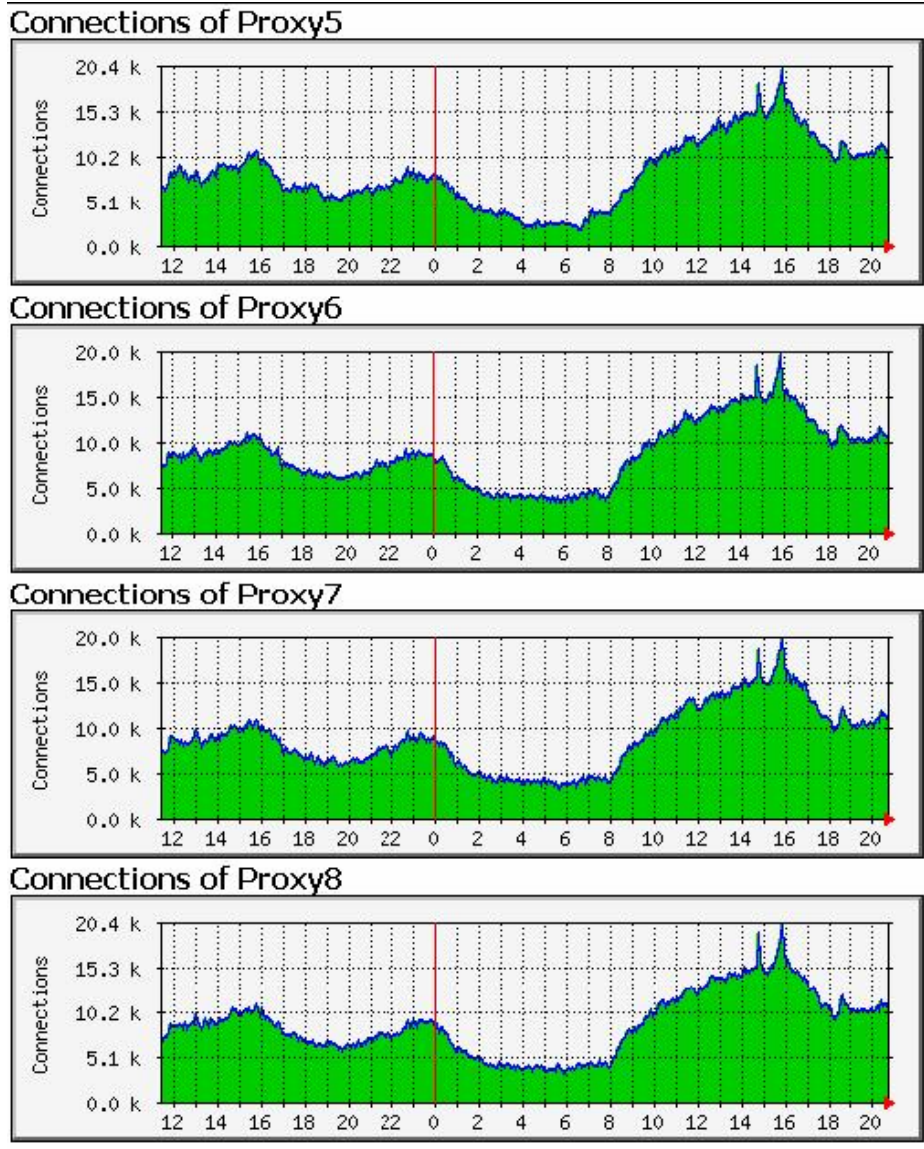 Connections of Proxy5
20.4 k
15.3 k
10.2 k
5.1 k
0.0 k
Connections
12 14 16 18 20 22 0 2 4 6 8 10 12 14 16 18 20
Connections of Proxy6
20.0 k
15.0 k
10.0 k
5.0 k
0.0 k
Connections
12 14 16 18 20 22 0 2 4 6 8 10 12 14 16 18 20
Connections of Proxy7
20.0 k
15.0 k
10.0 k
5.0 k
0.0 k
Connections
12 14 16 18 20 22 0 2 4 6 8 10 12 14 16 18 20
Connections of Proxy8
20.4 k
15.3 k
10.2 k
5.1 k
0.0 k
Connections
12 14 16 18 20 22 0 2 4 6 8 10 12 14 16 18 20